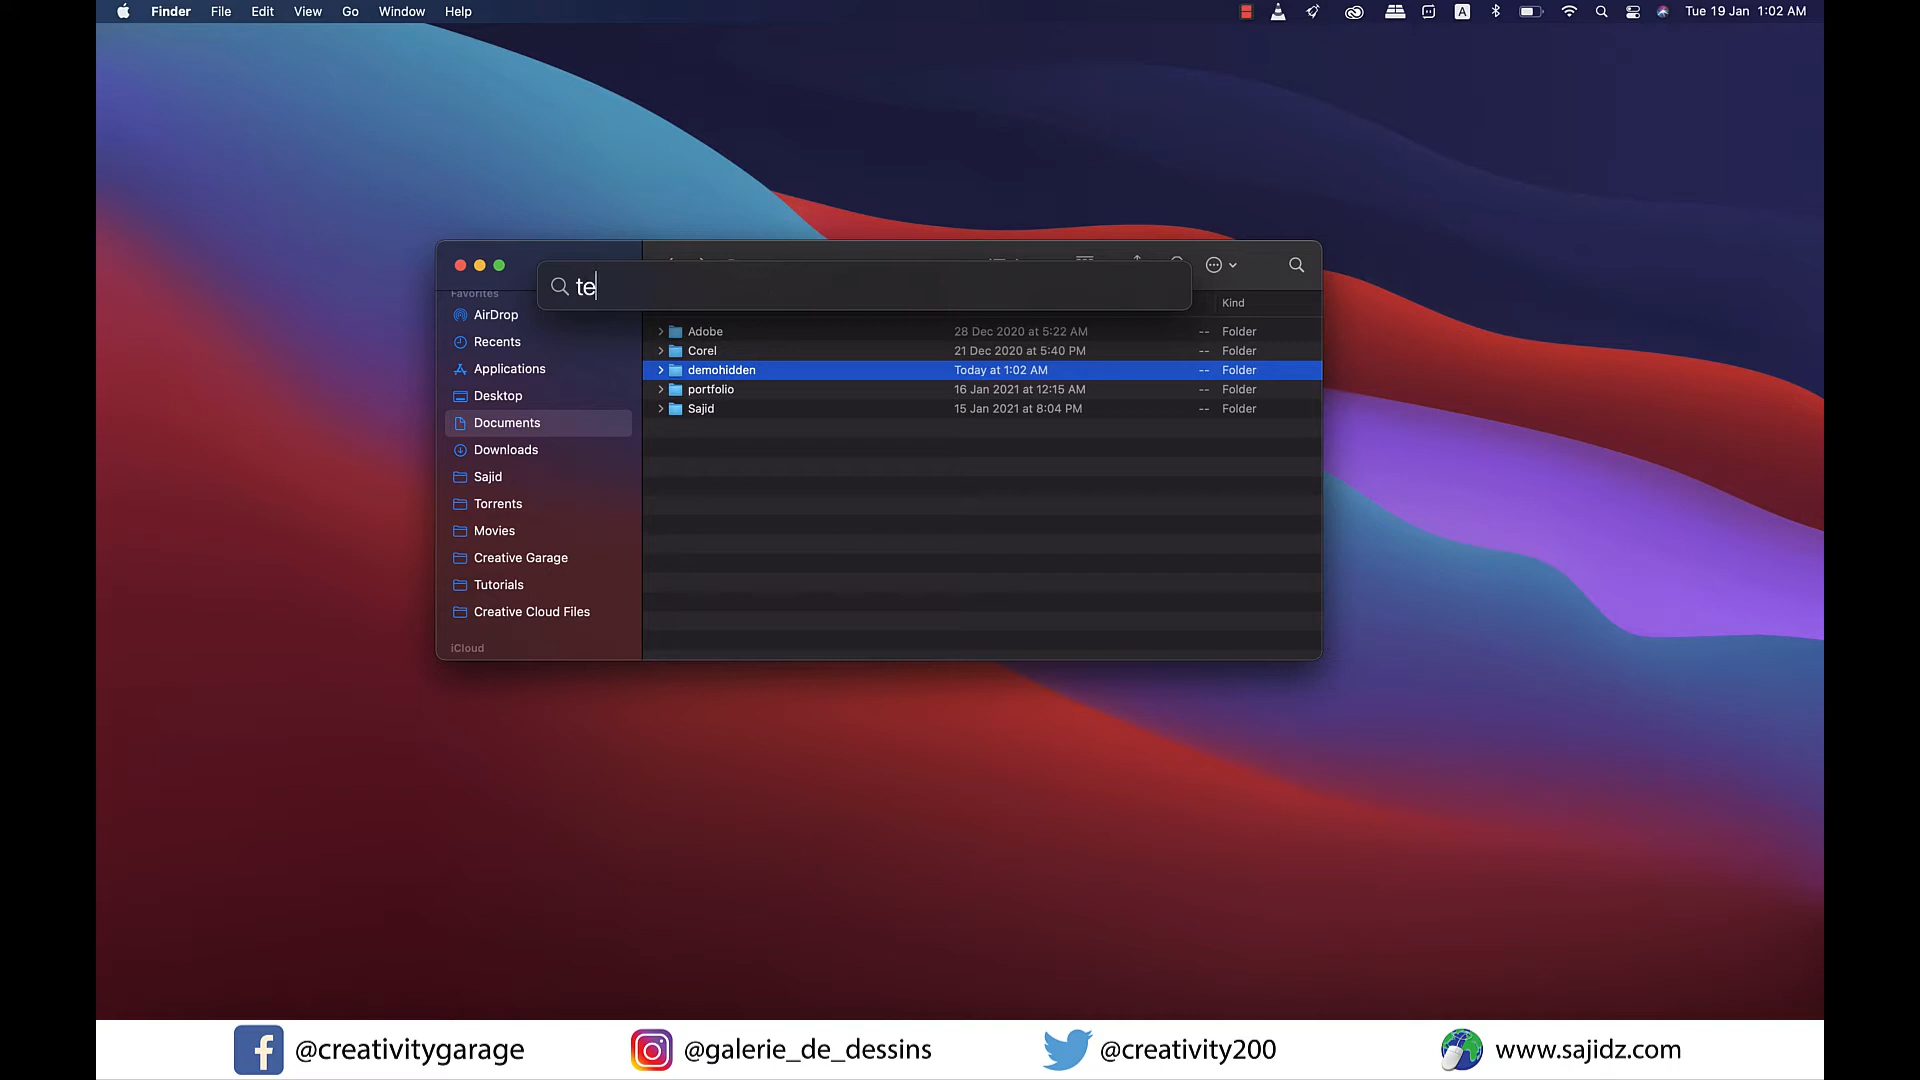 Finder File Edit View Go Window Help A Tue 19 Jan 1:02 AM
te
Favorites
AirDrop
Recents
Applications
Desktop
Documents
Downloads
Sajid
Torrents
Movies
Creative Garage
Tutorials
Creative Cloud Files
iCloud
Kind
Adobe 28 Dec 2020 at 5:22 AM -- Folder
Corel 21 Dec 2020 at 5:40 PM -- Folder
demohidden Today at 1:02 AM -- Folder
portfolio 16 Jan 2021 at 12:15 AM -- Folder
Sajid 15 Jan 2021 at 8:04 PM -- Folder
@creativitygarage @galerie_de_dessins @creativity200 www.sajidz.com